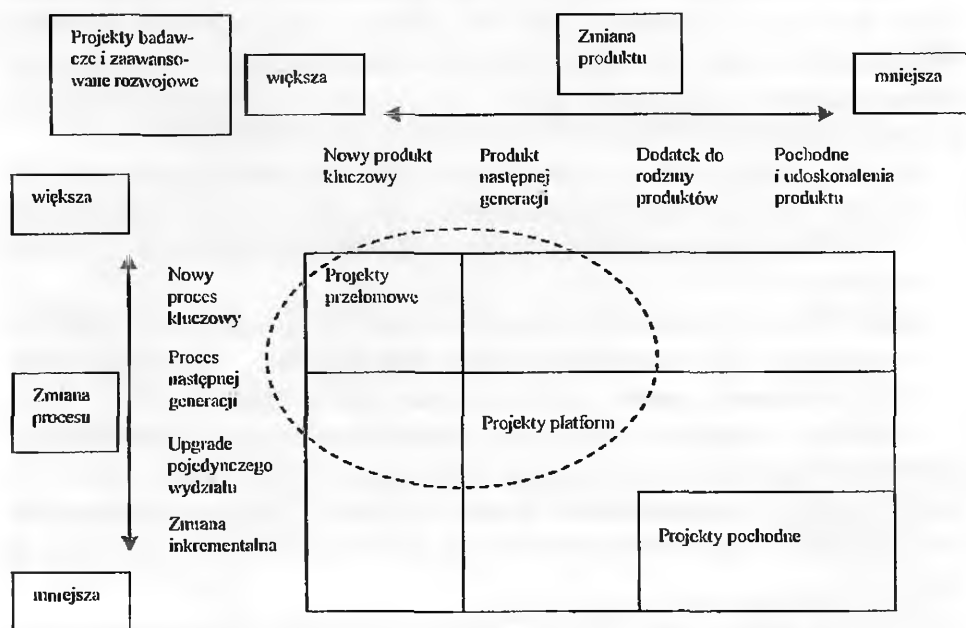 Projekty badaw-
cze i zaawanso-
wane rozwojowe
większa
Zmiana
produktu
mniejsza
Nowy produkt
kluczowy
Produkt
następnej
generacji
Dodatek do
rodziny
produktów
Pochodne
i udoskonalenia
produktu
większa
Nowy
proces
kluczowy
Proces
następnej
generacji
Zmiana
procesu
Upgrade
pojedynczego
wydziału
Zmiana
inkrementalna
mniejsza
Projekty
przełomowe
Projekty platform
Projekty pochodne